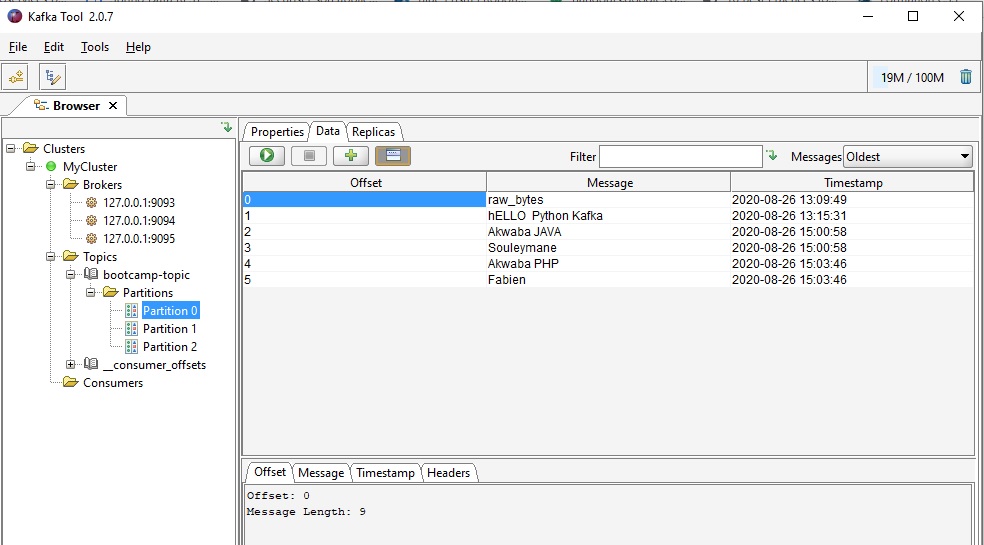 Kafka Tool 2.0.7
File Edit Tools Help
19M / 100M
Browser
Clusters
MyCluster
Brokers
127.0.0.1:9093
127.0.0.1:9094
127.0.0.1:9095
Topics
bootcamp-topic
Partitions
Partition 0
Partition 1
Partition 2
__consumer_offsets
Consumers
Properties Data Replicas
Filter Messages Oldest
Offset Message Timestamp
0 raw_bytes 2020-08-26 13:09:49
1 hELLO Python Kafka 2020-08-26 13:15:31
2 Akwaba JAVA 2020-08-26 15:00:58
3 Souleymane 2020-08-26 15:00:58
4 Akwaba PHP 2020-08-26 15:03:46
5 Fabien 2020-08-26 15:03:46
Offset Message Timestamp Headers
Offset: 0
Message Length: 9